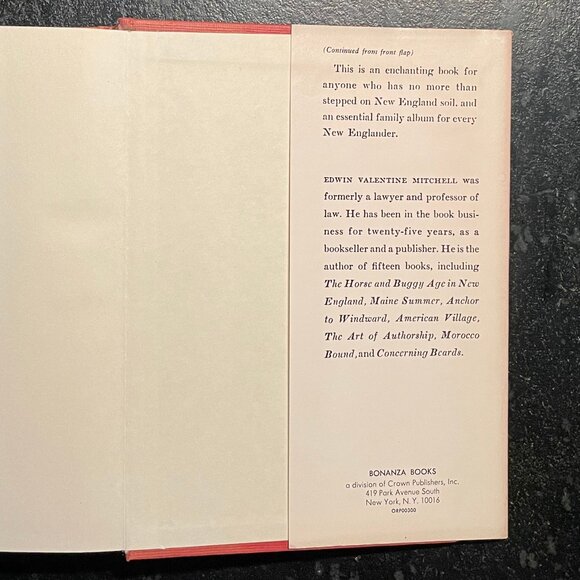 (Continued from front flap)
This is an enchanting book for
anyone who has no more than
stepped on New England soil. and
an essential family album for every
New Englander.
EDWIN VALENTINE MITCHELL was
formerly a lawyer and professor of
law. He has been in the book busi-
ness for twenty-five years, as a
bookseller and a publisher. He is the
author of fifteen books, including
The Horse and Buggy Age in New
England, Maine Summer, Anchor
to Windward, American Village,
The Art of Authorship, Morocco
Bound, and Concerning Beards.
BONANZA BOOKS
a division of Crown Publishers, Inc.
419 Park Avenue South
New York, N. Y. 10016
ORP00300